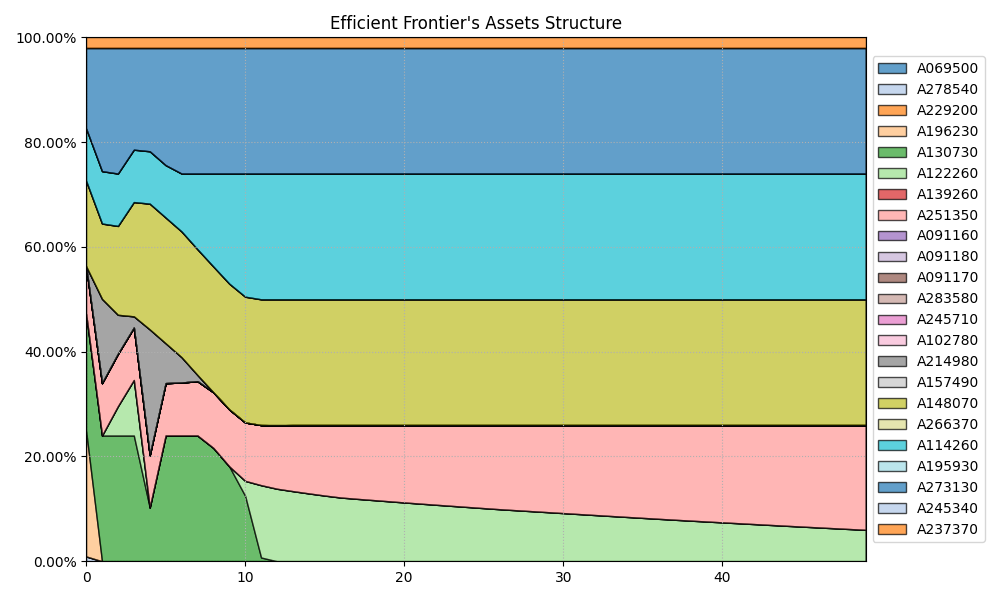 Efficient Frontier's Assets Structure
100.00%
80.00%
60.00%
40.00%
20.00%
0.00%
0
10
20
30
40
A069500
A278540
A229200
A196230
A130730
A122260
A139260
A251350
A091160
A091180
A091170
A283580
A245710
A102780
A214980
A157490
A148070
A266370
A114260
A195930
A273130
A245340
A237370